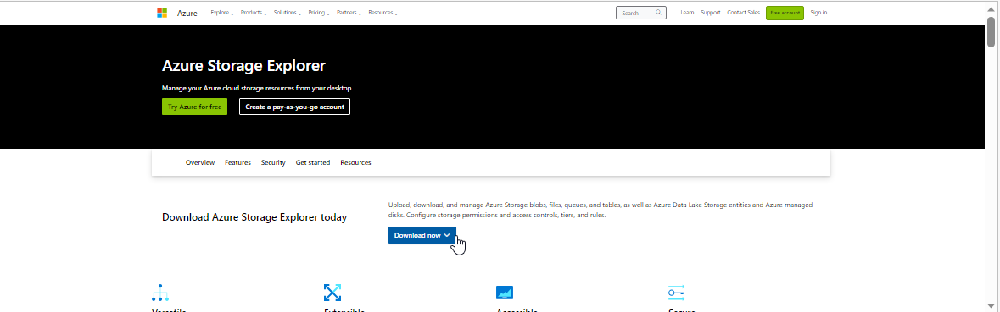 Azure Explore Products Solutions Pricing Partners Resources Search Learn Support Contact Sales Free account Sign in
Azure Storage Explorer
Manage your Azure cloud storage resources from your desktop
Try Azure for free Create a pay-as-you-go account
Overview Features Security Get started Resources
Download Azure Storage Explorer today
Upload, download, and manage Azure Storage blobs, files, queues, and tables, as well as Azure Data Lake Storage entities and Azure managed
disks. Configure storage permissions and access controls, tiers, and rules.
Download now
Versatile Extensible Accessible Secure